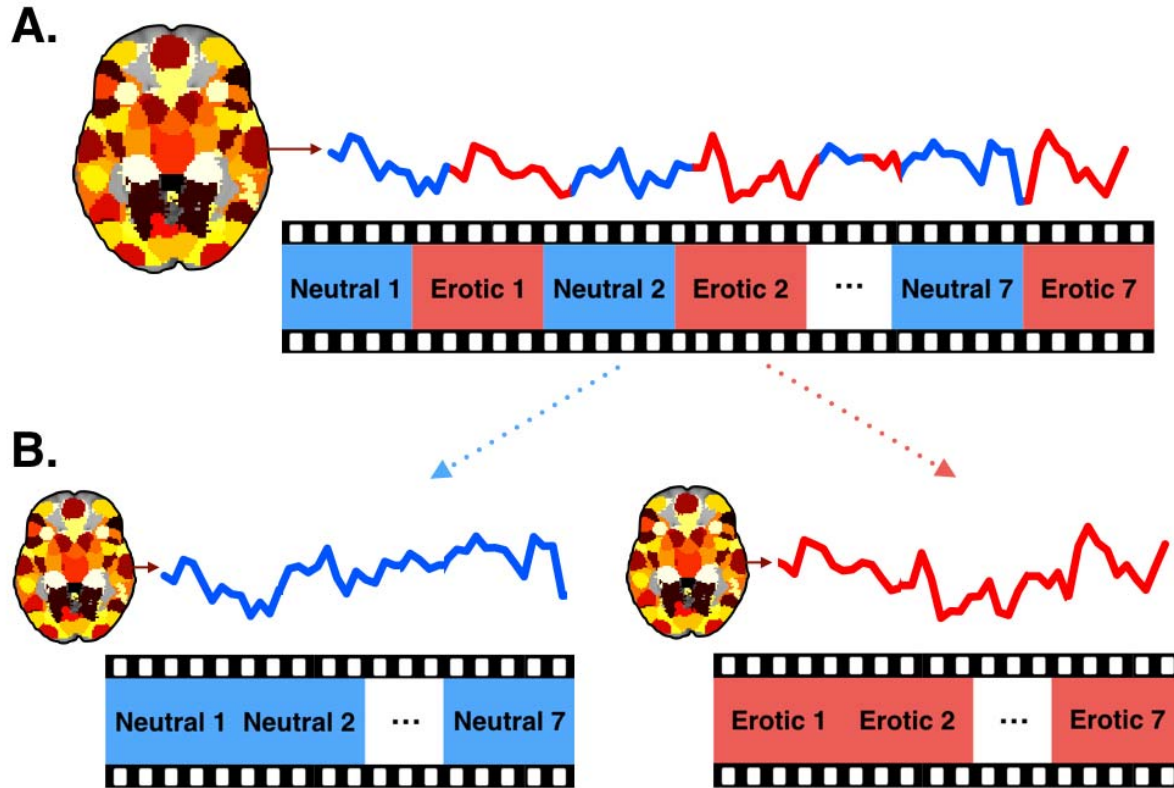 A.
Neutral 1 Erotic 1 Neutral 2 Erotic 2 ... Neutral 7 Erotic 7
B.
Neutral 1 Neutral 2 ... Neutral 7
Erotic 1 Erotic 2 ... Erotic 7